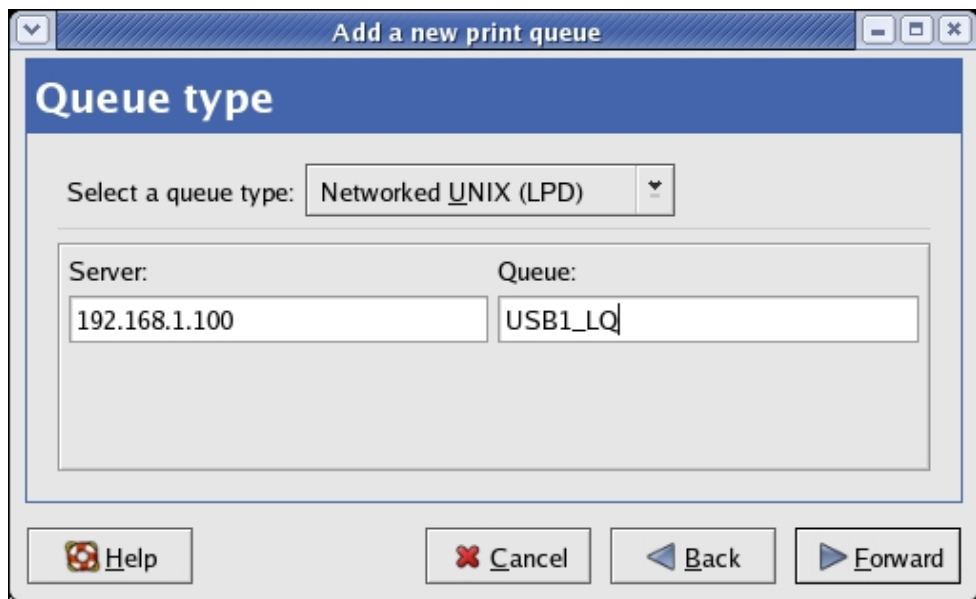 Add a new print queue
Queue type
Select a queue type: Networked UNIX (LPD)
Server: Queue:
192.168.1.100 USB1_LQ
Help Cancel Back Forward